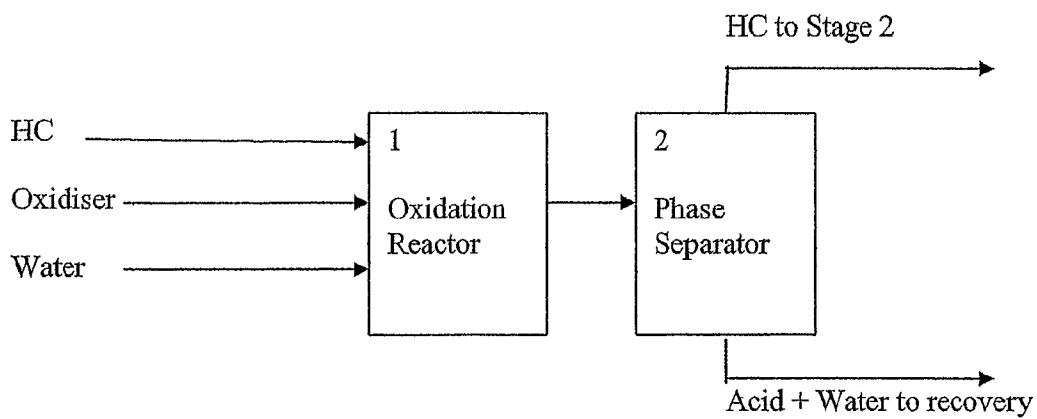 HC to Stage 2
HC
Oxidiser
Water
1
Oxidation
Reactor
2
Phase
Separator
Acid + Water to recovery